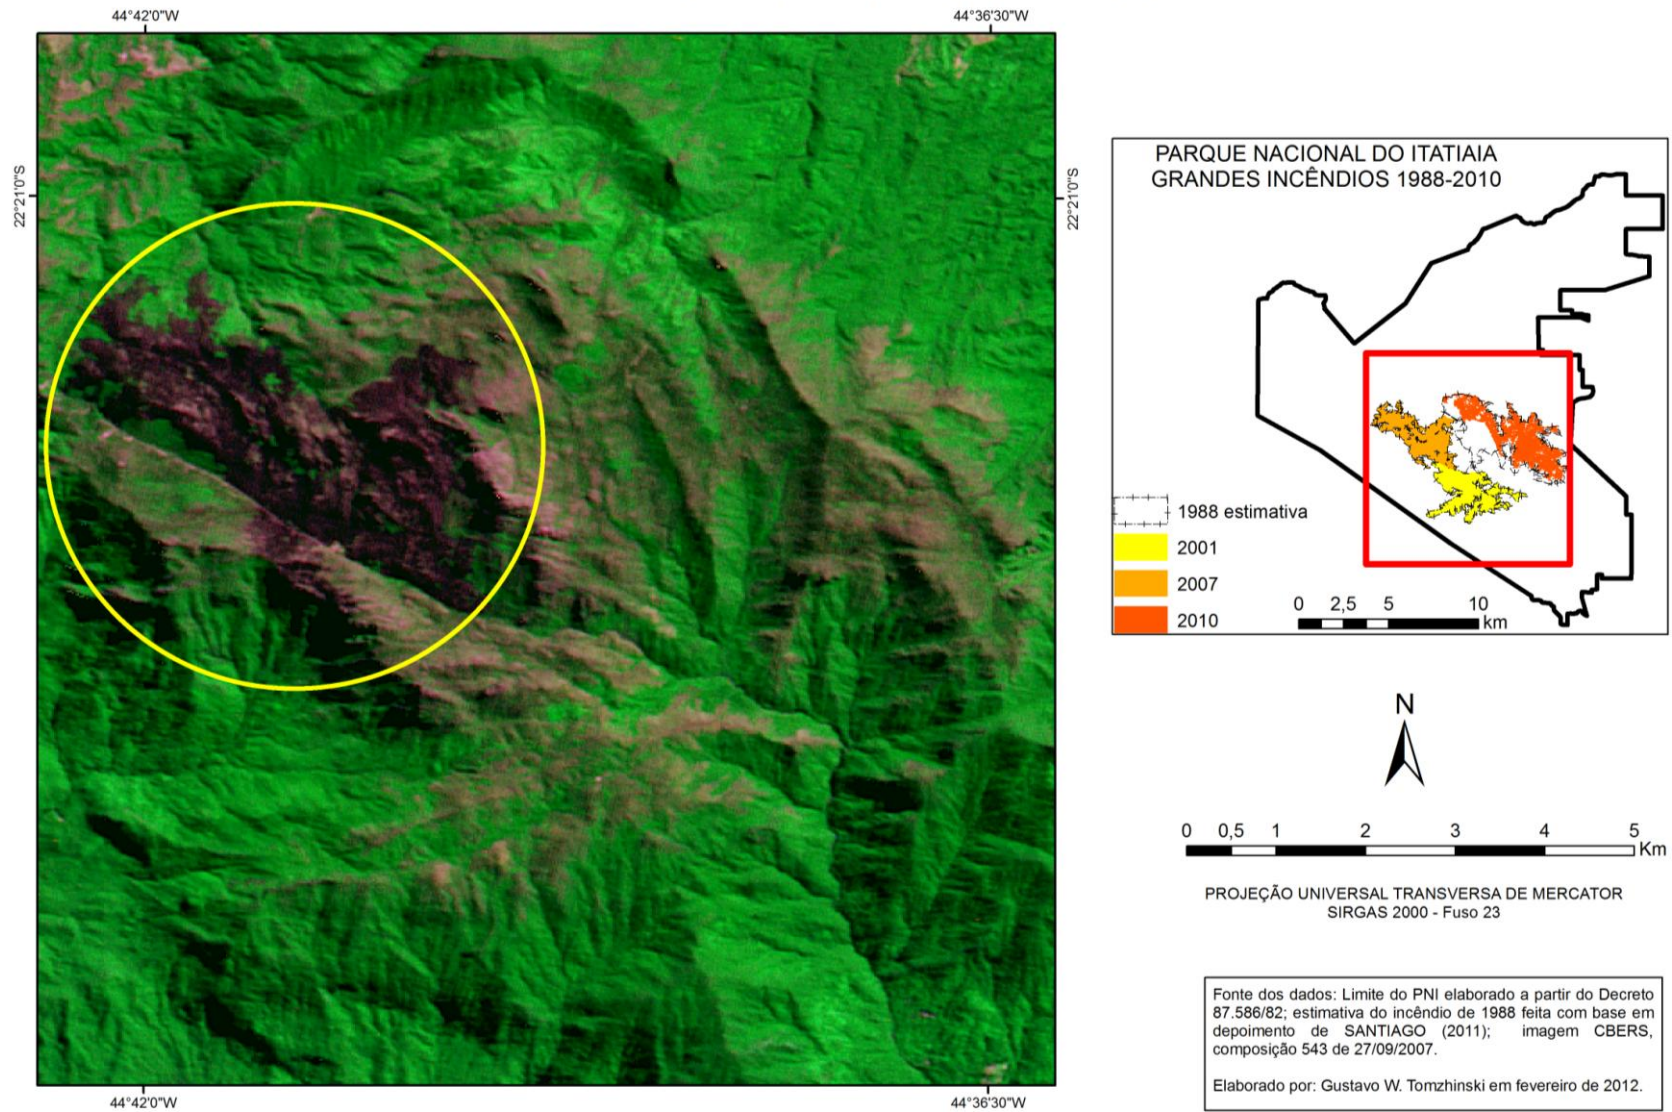 44°42'0"W
44°36'30"W
22°21'0"S
22°21'0"S
44°42'0"W
44°36'30"W
PARQUE NACIONAL DO ITATIAIA
GRANDES INCÊNDIOS 1988-2010
1988 estimativa
2001
2007
2010
0 2,5 5 10
km
N
0 0,5 1 2 3 4 5
Km
PROJEÇÃO UNIVERSAL TRANSVERSA DE MERCATOR
SIRGAS 2000 - Fuso 23
Fonte dos dados: Limite do PNI elaborado a partir do Decreto
87.586/82; estimativa do incêndio de 1988 feita com base em
depoimento de SANTIAGO (2011); imagem CBERS,
composição 543 de 27/09/2007.
Elaborado por: Gustavo W. Tomzhinski em fevereiro de 2012.